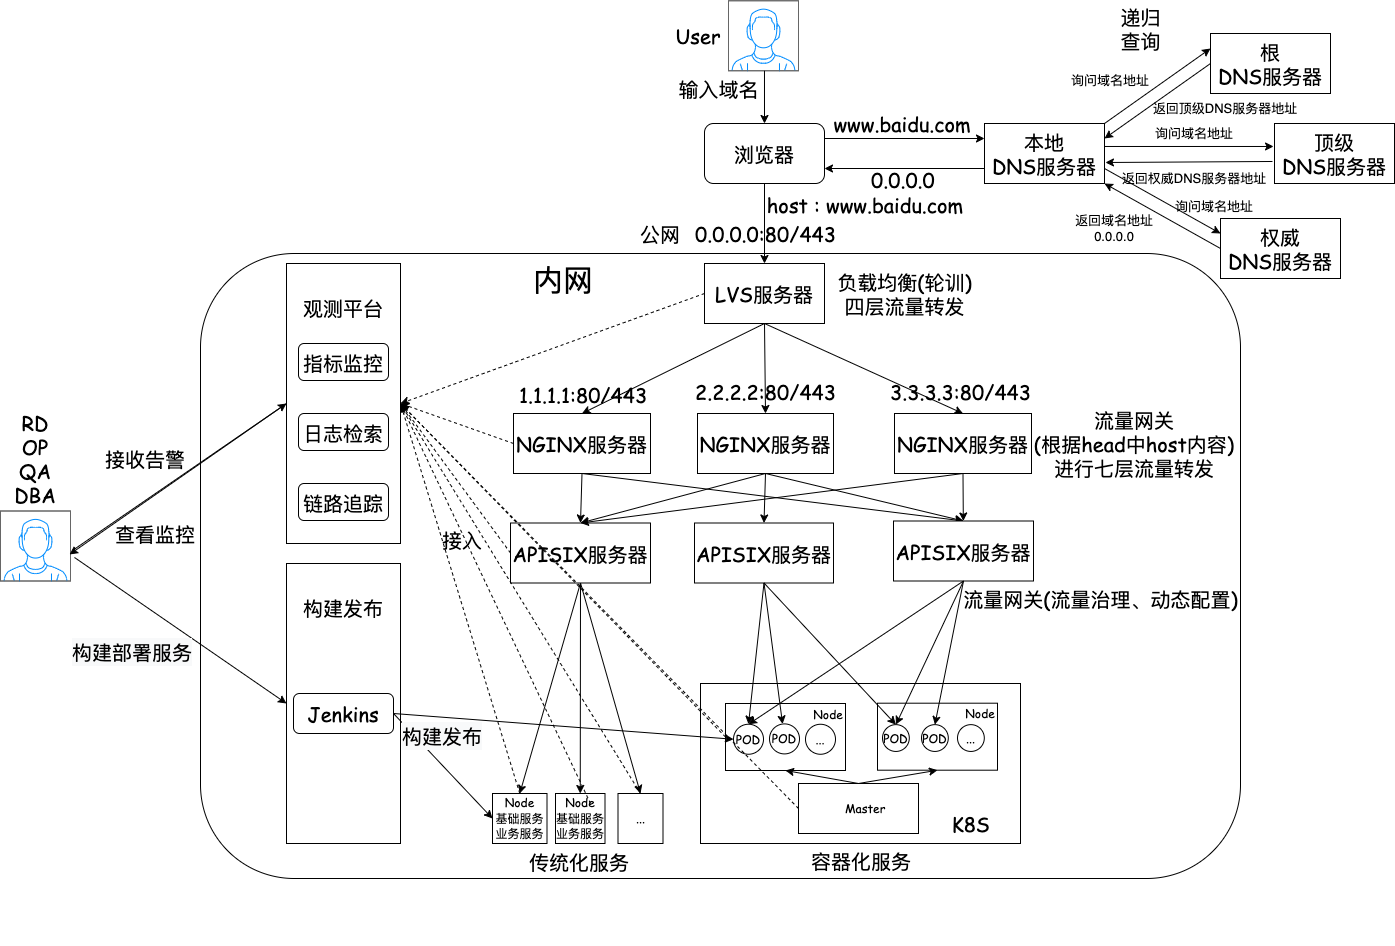 User
输入域名
浏览器
www.baidu.com
0.0.0.0
host：www.baidu.com
公网
0.0.0.0:80/443
递归
查询
本地
DNS服务器
根
DNS服务器
询问域名地址
返回顶级DNS服务器地址
询问域名地址
顶级
DNS服务器
返回权威DNS服务器地址
询问域名地址
返回域名地址
0.0.0.0
权威
DNS服务器
内网
LVS服务器
负载均衡(轮训)
四层流量转发
观测平台
指标监控
日志检索
链路追踪
1.1.1.1:80/443
2.2.2.2:80/443
3.3.3.3:80/443
NGINX服务器
NGINX服务器
NGINX服务器
流量网关
(根据head中host内容)
进行七层流量转发
RD
OP
QA
DBA
接收告警
查看监控
接入
APISIX服务器
APISIX服务器
APISIX服务器
流量网关(流量治理、动态配置)
构建部署服务
构建发布
Jenkins
构建发布
Node
基础服务
业务服务
Node
基础服务
业务服务
...
传统化服务
Node
POD
POD
...
Node
POD
POD
...
Master
K8S
容器化服务